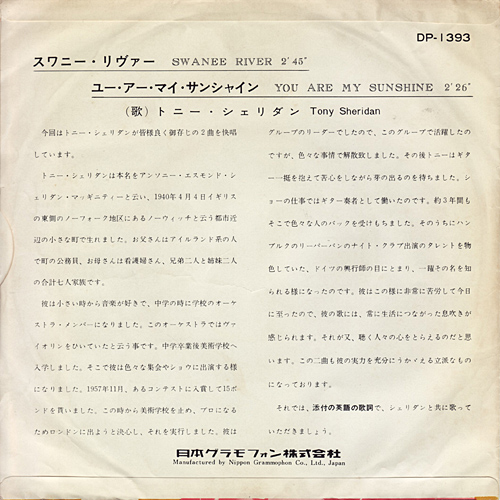 DP-1393
スワニー・リヴァー SWANEE RIVER 2'45"
ユー・アー・マイ・サンシャイン YOU ARE MY SUNSHINE 2'26"
(歌) トニー・シェリダン Tony Sheridan
今回はトニー・シェリダンが皆様良く御存じの2曲を快唱
しています。
トニー・シェリダンは本名をアンソニー・エスモンド・シ
ェリダン・マッギニティーと云い、1940年4月4日イギリス
の東側のノーフォーク地区にあるノーウィッチと云う都市近
辺の小さな町で生れました。お父さんはアイルランド系の人
で町の公務員、お母さんは看護婦さん、兄弟二人と姉妹二人
の合計七人家族です。
彼は小さい時から音楽が好きで、中学の時に学校のオーケ
ストラ・メンバーになりました。このオーケストラではヴァ
イオリンをひいていたと云う事です。中学卒業後美術学校へ
入学しました。そこで彼は色々な集会やショウに出演する様
になりました。1957年11月、あるコンテストに入賞して15ポ
ンドを貰いました。この時から美術学校を止め、プロになる
ためロンドンに出ようと決心し、それを実行しました。彼は
グループのリーダーでしたので、このグループで活躍したの
ですが、色々な事情で解散致しました。その後トニーはギタ
ー一挺を抱えて苦心をしながら芽の出るのを待ちました。シ
ョーの仕事ではギター奏者として働いたのです。約3年間も
そこで色々な人のバックを受けもちました。そのうちにハン
ブルクのリーパーバンのナイト・クラブ出演のタレントを物
色していた、ドイツの興行師の目にとまり、一躍その名を知
られる様になったのです。彼はこの様に非常に苦労して今日
に至ったので、彼の歌には、常に生活につながった息吹きが
感じられます。それが又、聴く人々の心をとらえるのだと思
います。この二曲も彼の実力を充分にうかゞえる立派なもの
になっております。
それでは、添付の英語の歌詞で、シェリダンと共に歌って
いただきましょう。
日本グラモフォン株式会社
Manufactured by Nippon Grammophon Co., Ltd., Japan